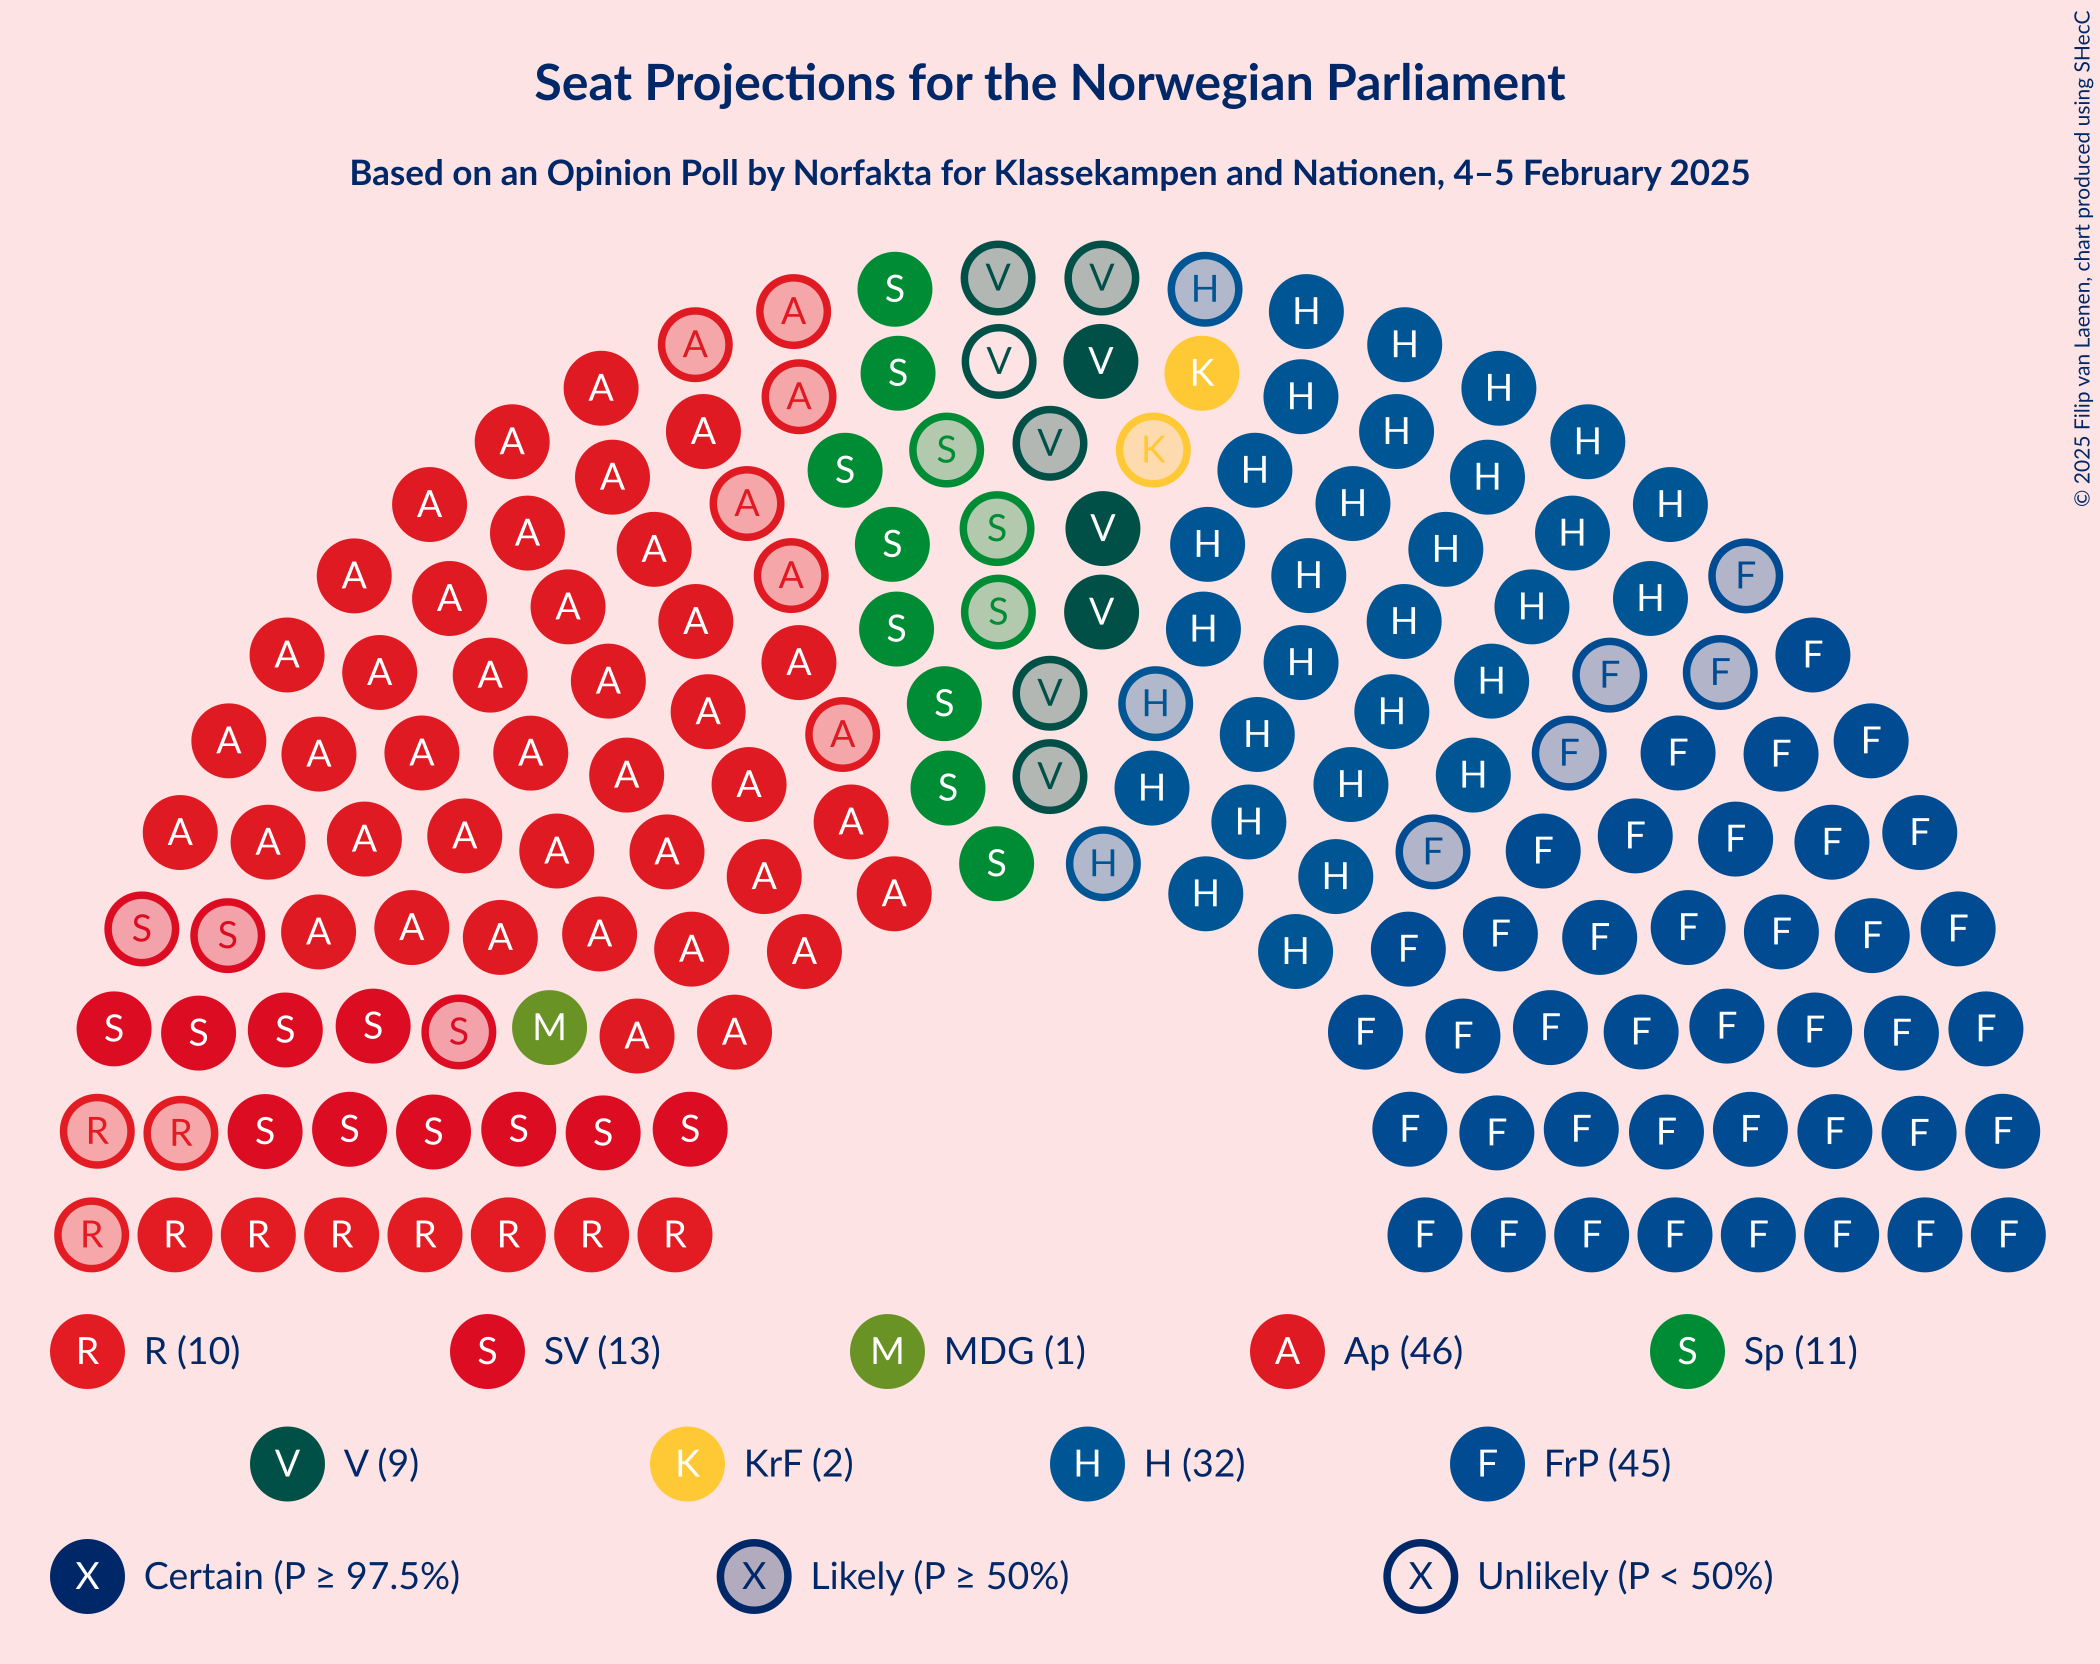 Seat Projections for the Norwegian Parliament
Based on an Opinion Poll by Norfakta for Klassekampen and Nationen, 4–5 February 2025
© 2025 Filip van Laenen, chart produced using SHecC
S V V H
A H
A H
A S V V K H
A A H H
A A S S V K H H H
A A A H H H
A A A S S V H H H H F
A A A A S S V H H H H H
A A A A A S V H H H H F F F
A A A A A A A S V H H H H H F F F F
A A A A A A A A S H H H H F F F F F F
S S A A A A A A H F F F F F F F
S S S S S M A A F F F F F F F F
R R S S S S S S F F F F F F F F
R R R R R R R R F F F F F F F F
R R (10) S SV (13) M MDG (1) A Ap (46) S Sp (11)
V V (9) K KrF (2) H H (32) F FrP (45)
X Certain (P ≥ 97.5%) X Likely (P ≥ 50%) X Unlikely (P < 50%)